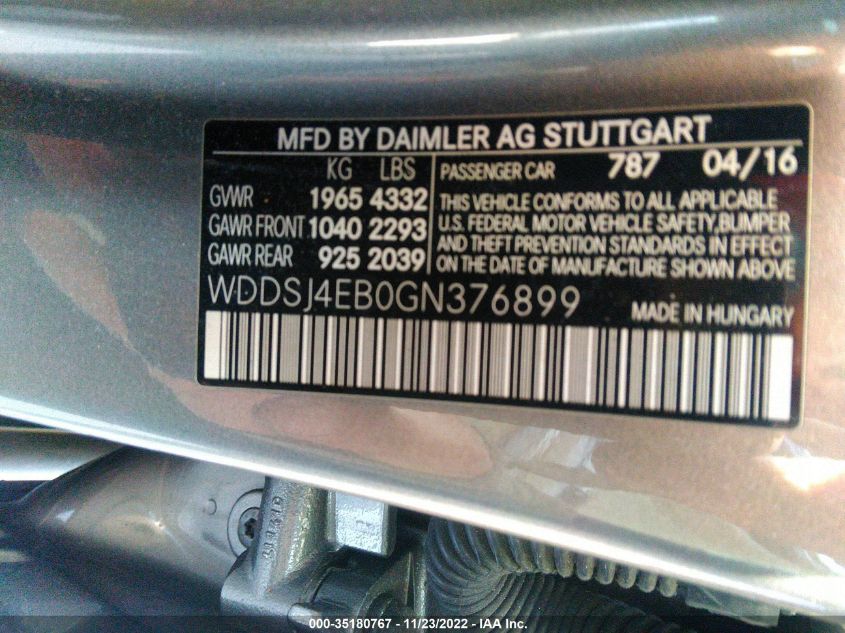 MFD BY DAIMLER AG STUTTGART
KG LBS
GVWR 1965 4332
GAWR FRONT 1040 2293
GAWR REAR 925 2039
PASSENGER CAR 787 04/16
THIS VEHICLE CONFORMS TO ALL APPLICABLE
U.S. FEDERAL MOTOR VEHICLE SAFETY,BUMPER
AND THEFT PREVENTION STANDARDS IN EFFECT
ON THE DATE OF MANUFACTURE SHOWN ABOVE
WDDSJ4EB0GN376899
MADE IN HUNGARY
000-35180767 - 11/23/2022 - IAA Inc.